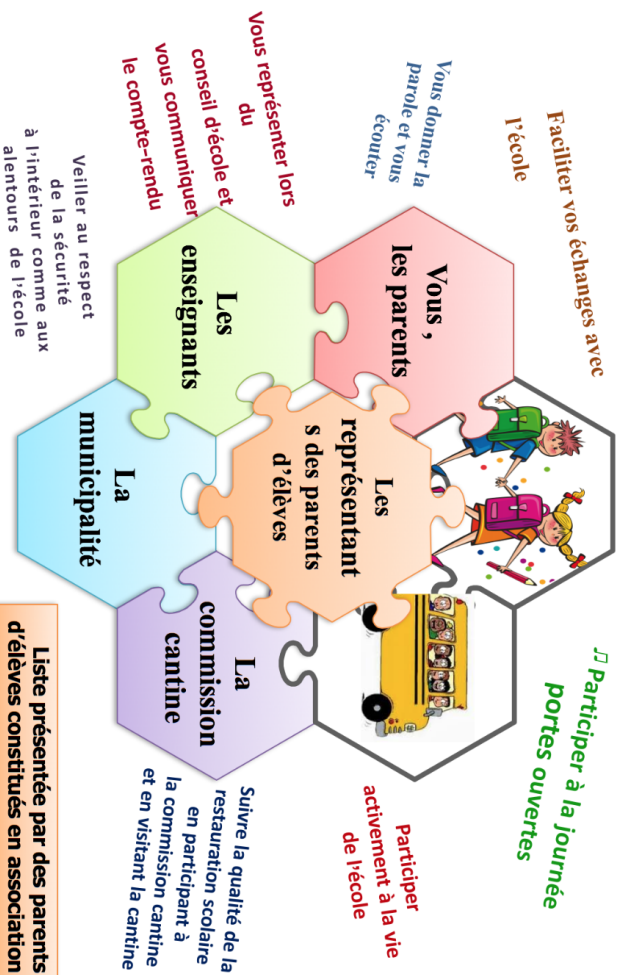 Faciliter vos échanges avec
l'école
♫ Participer à la journée
portes ouvertes
Vous donner la
parole et vous
écouter
Vous ,
les parents
Participer
activement à la vie
de l'école
Les
représentant
s des parents
d'élèves
Vous représenter lors
du
conseil d'école et
vous communiquer
le compte-rendu
Les
enseignants
La
commission
cantine
Suivre la qualité de la
restauration scolaire
en participant à
la commission cantine
et en visitant la cantine
La
municipalité
Veiller au respect
de la sécurité
à l'intérieur comme aux
alentours de l'école
Liste présentée par des parents
d'élèves constitués en association